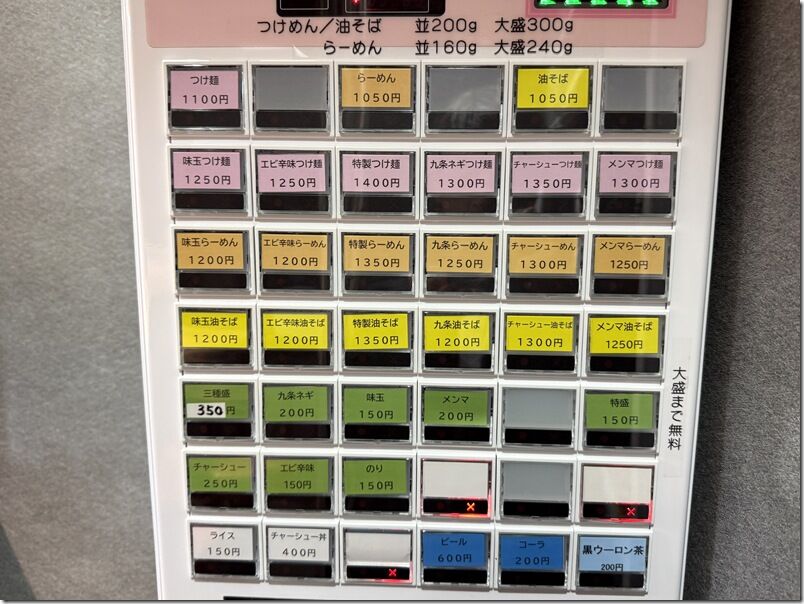 つけめん／油そば 並200g 大盛300g
らーめん 並160g 大盛240g
つけ麺 らーめん 油そば
1100円 1050円 1050円
味玉つけ麺 エビ辛味つけ麺 特製つけ麺 九条ネギつけ麺 チャーシューつけ麺 メンマつけ麺
1250円 1250円 1400円 1300円 1350円 1300円
味玉らーめん エビ辛味らーめん 特製らーめん 九条らーめん チャーシューめん メンマらーめん
1200円 1200円 1350円 1250円 1300円 1250円
味玉油そば エビ辛味油そば 特製油そば 九条油そば チャーシュー油そば メンマ油そば
1200円 1200円 1350円 1200円 1300円 1250円
三種盛 九条ネギ 味玉 メンマ 特盛
350円 200円 150円 200円 150円
チャーシュー エビ辛味 のり
250円 150円 150円
ライス チャーシュー丼 ビール コーラ 黒ウーロン茶
150円 400円 600円 200円 200円
大盛まで無料